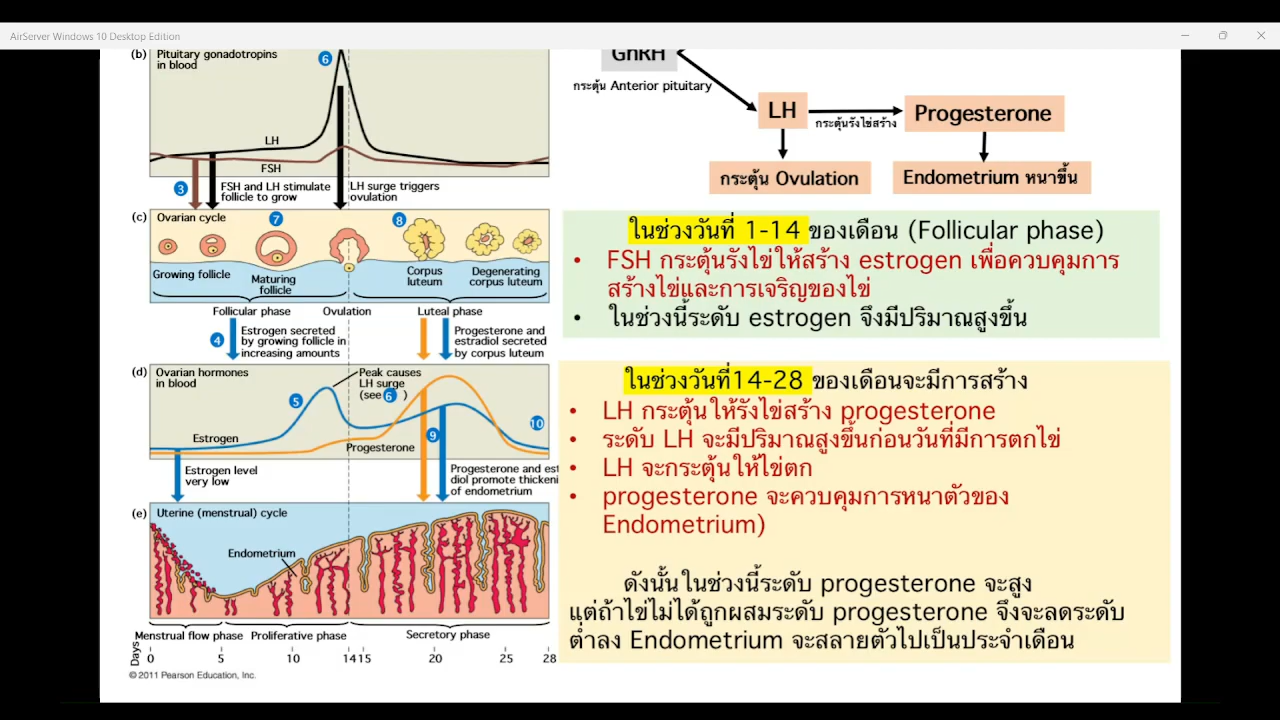 AirServer Windows 10 Desktop Edition
(b)
Pituitary gonadotropins
in blood
6
LH
FSH
3
FSH and LH stimulate
follicle to grow
LH surge triggers
ovulation
(c)
Ovarian cycle
7
8
Growing follicle
Maturing
follicle
Corpus
luteum
Degenerating
corpus luteum
Follicular phase
Ovulation
Luteal phase
4
Estrogen secreted
by growing follicle in
increasing amounts
Progesterone and
estradiol secreted
by corpus luteum
(d)
Ovarian hormones
in blood
5
Peak causes
LH surge
(see 6 )
10
9
Estrogen
Progesterone
Estrogen level
very low
Progesterone and est
diol promote thickeni
of endometrium
(e)
Uterine (menstrual) cycle
Endometrium
Menstrual flow phase
Proliferative phase
Secretory phase
Days
0 5 10 14 15 20 25 28
© 2011 Pearson Education, Inc.
GnRH
กระตุ้น Anterior pituitary
LH
กระตุ้นรังไข่สร้าง
Progesterone
กระตุ้น Ovulation
Endometrium หนาขึ้น
ในช่วงวันที่ 1-14 ของเดือน (Follicular phase)
• FSH กระตุ้นรังไข่ให้สร้าง estrogen เพื่อควบคุมการ
สร้างไข่และการเจริญของไข่
• ในช่วงนี้ระดับ estrogen จึงมีปริมาณสูงขึ้น
ในช่วงวันที่14-28 ของเดือนจะมีการสร้าง
• LH กระตุ้นให้รังไข่สร้าง progesterone
• ระดับ LH จะมีปริมาณสูงขึ้นก่อนวันที่มีการตกไข่
• LH จะกระตุ้นให้ไข่ตก
• progesterone จะควบคุมการหนาตัวของ
Endometrium)
ดังนั้นในช่วงนี้ระดับ progesterone จะสูง
แต่ถ้าไข่ไม่ได้ถูกผสมระดับ progesterone จึงจะลดระดับ
ต่ำลง Endometrium จะสลายตัวไปเป็นประจำเดือน